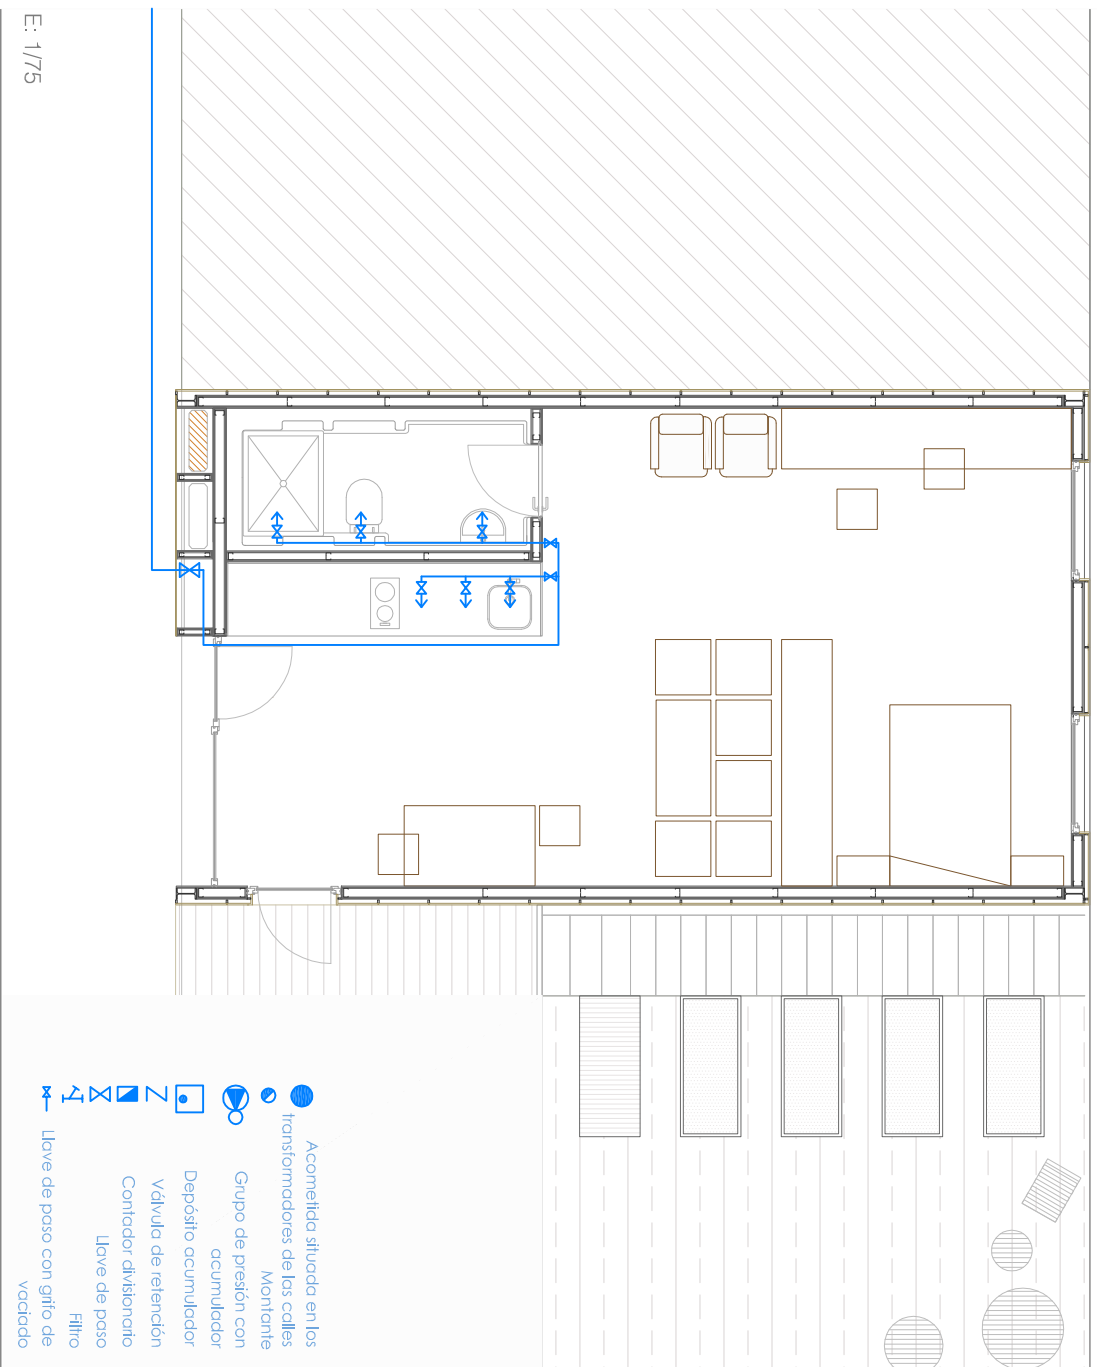 E: 1/75
Acometida situada en los
transformadores de las calles
Montante
Grupo de presión con
acumulador
Depósito acumulador
Válvula de retención
Contador divisionario
Llave de paso
Filtro
Llave de paso con grifo de
vaciado